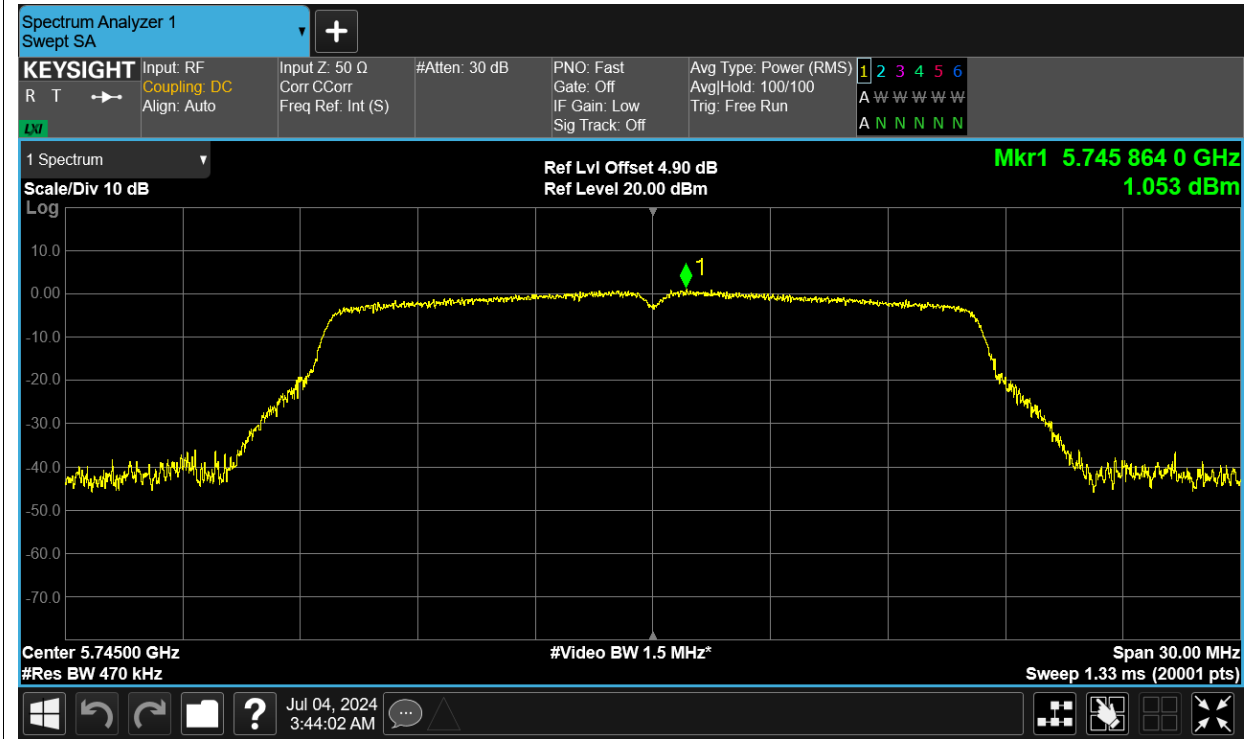 Spectrum Analyzer 1
Swept SA
+
KEYSIGHT
R T
LXI
Input: RF
Coupling: DC
Align: Auto
Input Z: 50 Ω
Corr CCorr
Freq Ref: Int (S)
#Atten: 30 dB
PNO: Fast
Gate: Off
IF Gain: Low
Sig Track: Off
Avg Type: Power (RMS)
Avg|Hold: 100/100
Trig: Free Run
1 2 3 4 5 6
A W W W W W
A N N N N N
1 Spectrum
Scale/Div 10 dB
Log
Ref Lvl Offset 4.90 dB
Ref Level 20.00 dBm
Mkr1 5.745 864 0 GHz
1.053 dBm
1
10.0
0.00
-10.0
-20.0
-30.0
-40.0
-50.0
-60.0
-70.0
Center 5.74500 GHz
#Res BW 470 kHz
#Video BW 1.5 MHz*
Span 30.00 MHz
Sweep 1.33 ms (20001 pts)
?
Jul 04, 2024
3:44:02 AM